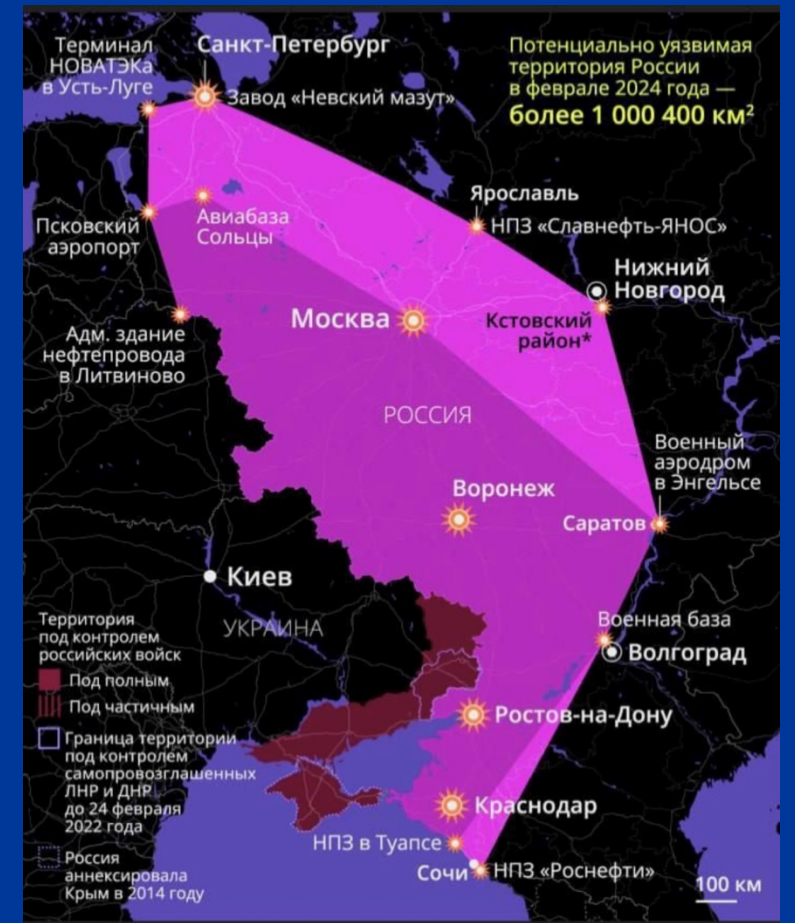 Терминал
НОВАТЭКа
в Усть-Луге
Санкт-Петербург
Завод «Невский мазут»
Потенциально уязвимая
территория России
в феврале 2024 года —
более 1 000 400 км²
Псковский
аэропорт
Авиабаза
Сольцы
Ярославль
НПЗ «Славнефть-ЯНОС»
Нижний
Новгород
Кстовский
район*
Москва
Адм. здание
нефтепровода
в Литвиново
РОССИЯ
Военный
аэродром
в Энгельсе
Воронеж
Саратов
Киев
УКРАИНА
Военная база
Волгоград
Территория
под контролем
российских войск
Под полным
Под частичным
Граница территории
под контролем
самопровозглашенных
ЛНР и ДНР
до 24 февраля
2022 года
Россия
аннексировала
Крым в 2014 году
Ростов-на-Дону
Краснодар
НПЗ в Туапсе
Сочи
НПЗ «Роснефти»
100 км